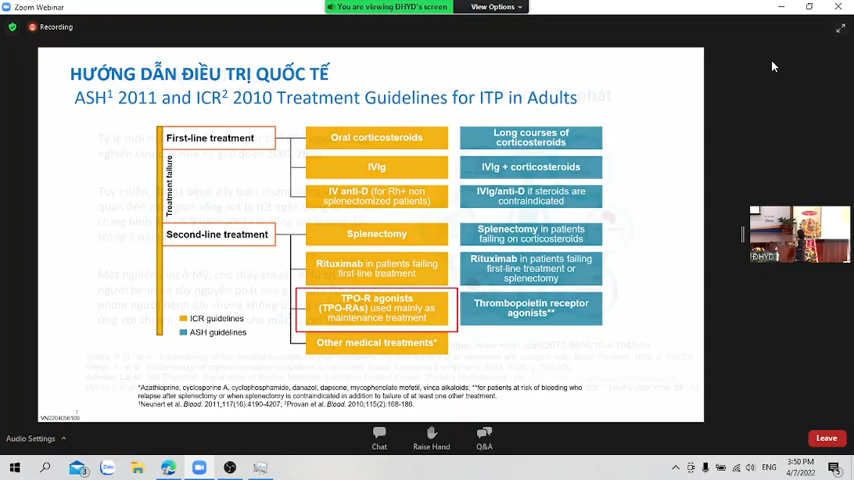 Zoom Webinar
You are viewing ĐHYD's screen
View Options
Recording
HƯỚNG DẪN ĐIỀU TRỊ QUỐC TẾ
ASH¹ 2011 and ICR² 2010 Treatment Guidelines for ITP in Adults
First-line treatment
Oral corticosteroids
Long courses of
corticosteroids
IVIg
IVIg + corticosteroids
Treatment failure
IV anti-D (for Rh+ non
splenectomized patients)
IVIg/anti-D if steroids are
contraindicated
Second-line treatment
Splenectomy
Splenectomy in patients
failing on corticosteroids
Rituximab in patients failing
first-line treatment
Rituximab in patients failing
first-line treatment or
splenectomy
TPO-R agonists
(TPO-RAs) used mainly as
maintenance treatment
Thrombopoietin receptor
agonists**
ICR guidelines
ASH guidelines
Other medical treatments*
*Azathioprine, cyclosporine A, cyclophosphamide, danazol, dapsone, mycophenolate mofetil, vinca alkaloids; **for patients at risk of bleeding who
relapse after splenectomy or when splenectomy is contraindicated in addition to failure of at least one other treatment.
¹Neunert et al. Blood. 2011;117(16):4190-4207; ²Provan et al. Blood. 2010;115(2):168-186.
7
VN2204056109
ĐHYD
Audio Settings
Chat
Raise Hand
Q&A
Leave
3
Zalo
ENG
3:50 PM
4/7/2022
5